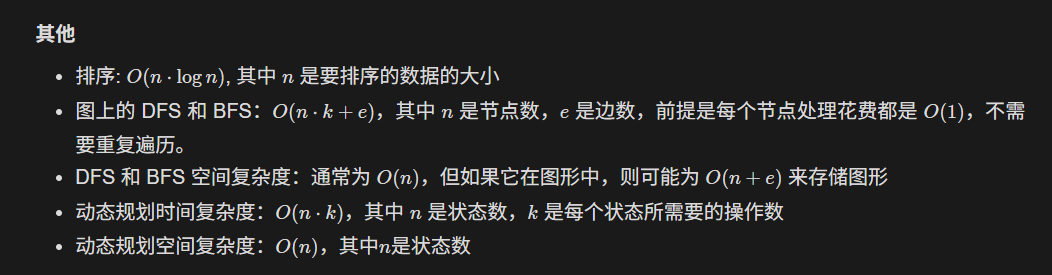 其他
• 排序: O(n · log n), 其中 n 是要排序的数据的大小
• 图上的 DFS 和 BFS：O(n · k + e)，其中 n 是节点数，e 是边数，前提是每个节点处理花费都是 O(1)，不需
要重复遍历。
• DFS 和 BFS 空间复杂度：通常为 O(n)，但如果它在图形中，则可能为 O(n + e) 来存储图形
• 动态规划时间复杂度：O(n · k)，其中 n 是状态数，k 是每个状态所需要的操作数
• 动态规划空间复杂度：O(n)，其中n是状态数